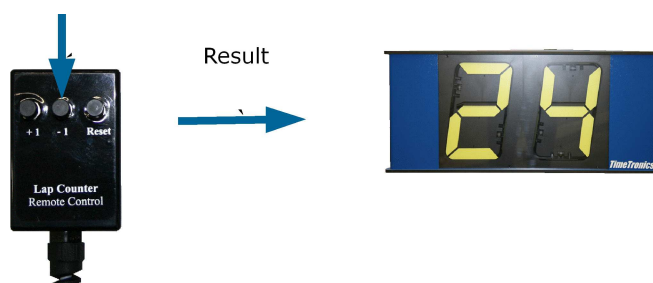 Result
+ 1 - 1 Reset
Lap Counter
Remote Control
24
TimeTronics